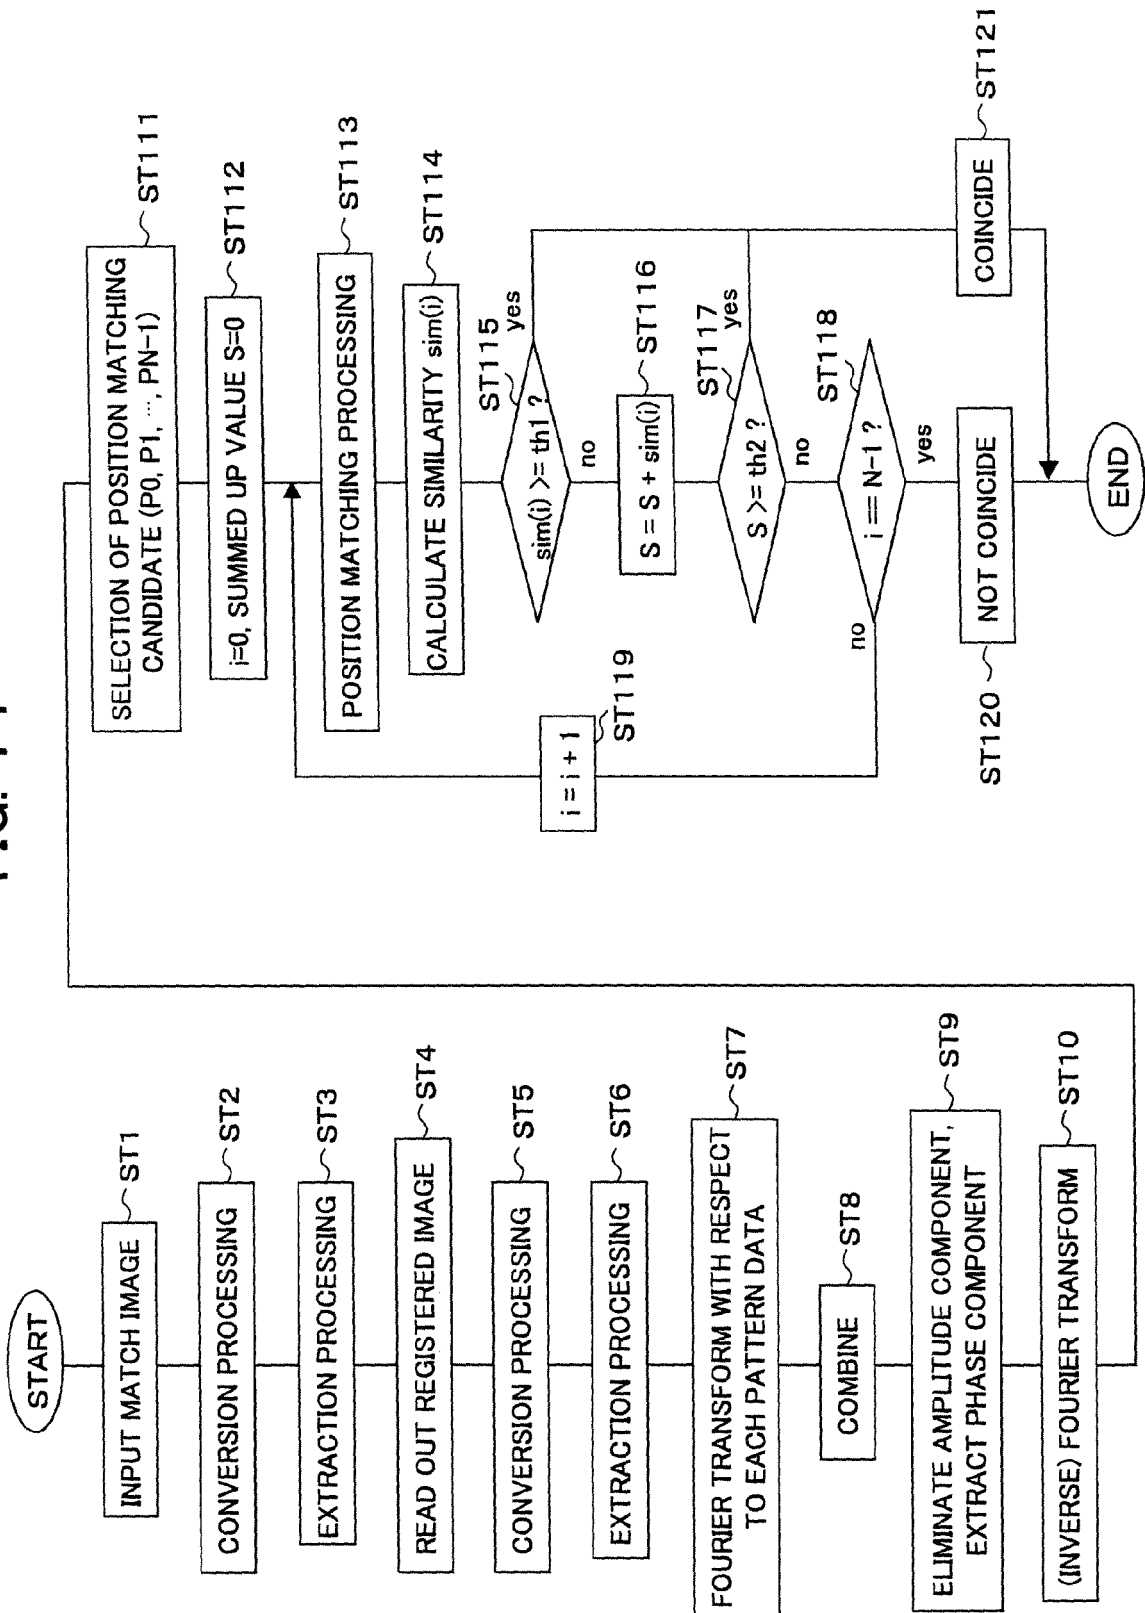 START
INPUT MATCH IMAGE
ST1
CONVERSION PROCESSING
ST2
EXTRACTION PROCESSING
ST3
READ OUT REGISTERED IMAGE
ST4
CONVERSION PROCESSING
ST5
EXTRACTION PROCESSING
ST6
FOURIER TRANSFORM WITH RESPECT
TO EACH PATTERN DATA
ST7
COMBINE
ST8
ELIMINATE AMPLITUDE COMPONENT,
EXTRACT PHASE COMPONENT
ST9
(INVERSE) FOURIER TRANSFORM
ST10
SELECTION OF POSITION MATCHING
CANDIDATE (P0, P1, ···, PN-1)
ST111
i=0, SUMMED UP VALUE S=0
ST112
POSITION MATCHING PROCESSING
ST113
CALCULATE SIMILARITY sim(i)
ST114
sim(i) >= th1 ?
ST115
yes
no
S = S + sim(i)
ST116
S >= th2 ?
ST117
yes
no
i == N-1 ?
ST118
no
yes
i = i + 1
ST119
NOT COINCIDE
ST120
COINCIDE
ST121
END